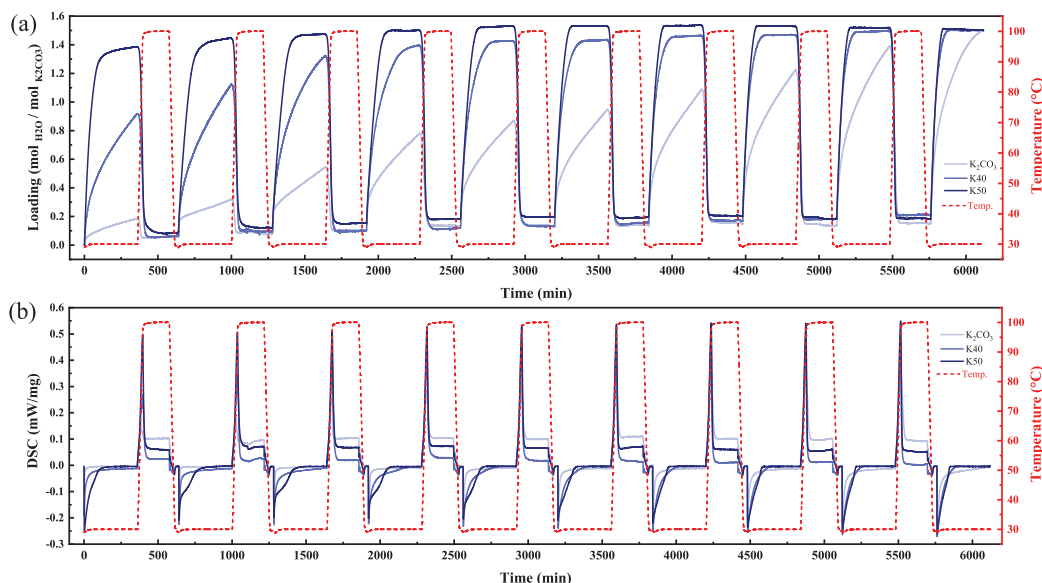 (a)
Loading (mol H2O / mol K2CO3)
1.6
1.4
1.2
1.0
0.8
0.6
0.4
0.2
0.0
100
90
80
70
60
50
40
30
Temperature (°C)
K2CO3
K40
K50
Temp.
0 500 1000 1500 2000 2500 3000 3500 4000 4500 5000 5500 6000
Time (min)
(b)
DSC (mW/mg)
0.6
0.5
0.4
0.3
0.2
0.1
0.0
-0.1
-0.2
-0.3
100
90
80
70
60
50
40
30
Temperature (°C)
K2CO3
K40
K50
Temp.
0 500 1000 1500 2000 2500 3000 3500 4000 4500 5000 5500 6000
Time (min)